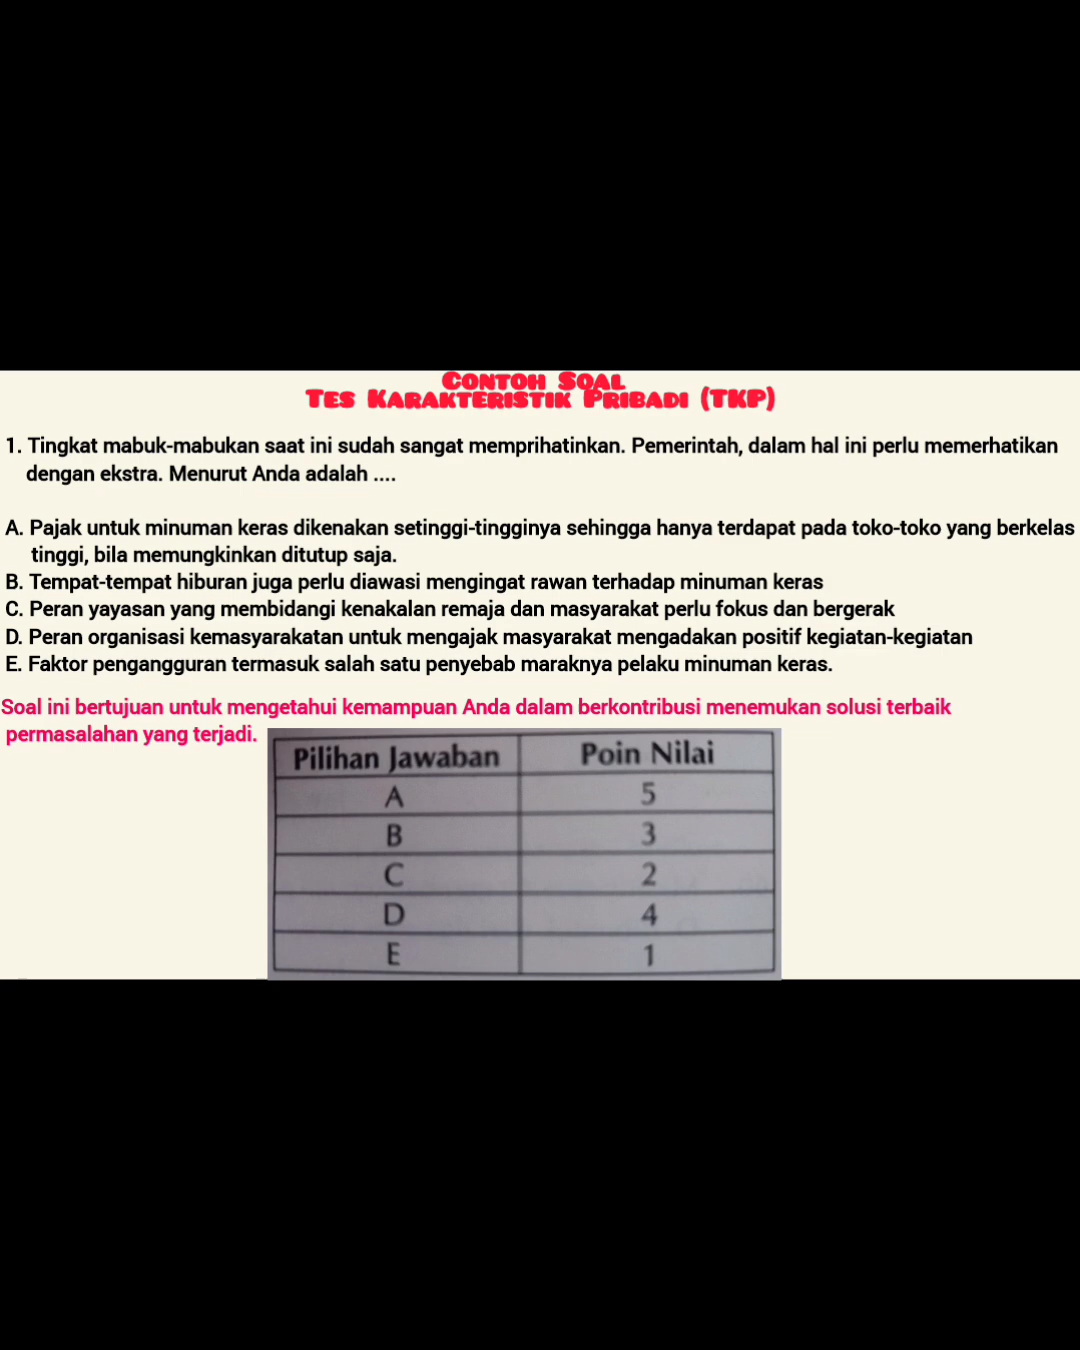 CONTOH SOAL
TES KARAKTERISTIK PRIBADI (TKP)
1. Tingkat mabuk-mabukan saat ini sudah sangat memprihatinkan. Pemerintah, dalam hal ini perlu memerhatikan
dengan ekstra. Menurut Anda adalah ....
A. Pajak untuk minuman keras dikenakan setinggi-tingginya sehingga hanya terdapat pada toko-toko yang berkelas
tinggi, bila memungkinkan ditutup saja.
B. Tempat-tempat hiburan juga perlu diawasi mengingat rawan terhadap minuman keras
C. Peran yayasan yang membidangi kenakalan remaja dan masyarakat perlu fokus dan bergerak
D. Peran organisasi kemasyarakatan untuk mengajak masyarakat mengadakan positif kegiatan-kegiatan
E. Faktor pengangguran termasuk salah satu penyebab maraknya pelaku minuman keras.
Soal ini bertujuan untuk mengetahui kemampuan Anda dalam berkontribusi menemukan solusi terbaik
permasalahan yang terjadi.
Pilihan Jawaban Poin Nilai
A 5
B 3
C 2
D 4
E 1